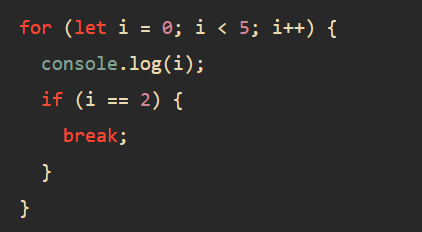 for (let i = 0; i < 5; i++) {
  console.log(i);
  if (i == 2) {
    break;
  }
}